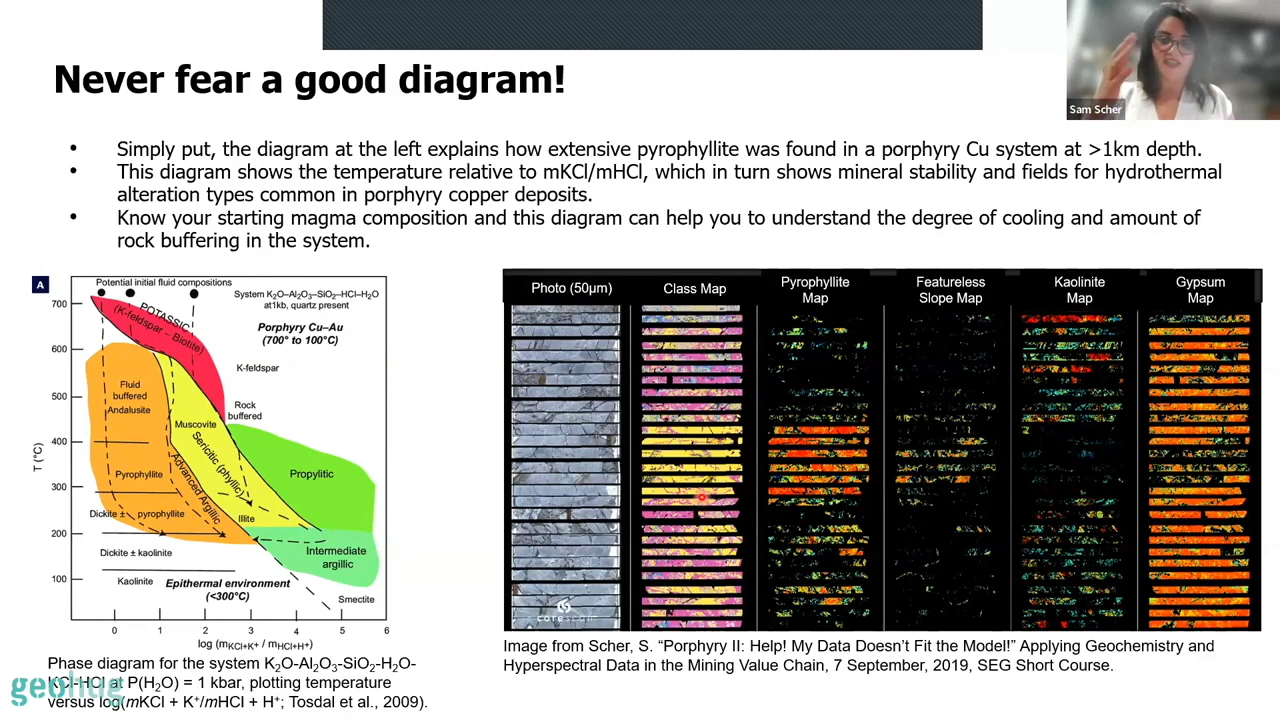 Sam Scher
Never fear a good diagram!
• Simply put, the diagram at the left explains how extensive pyrophyllite was found in a porphyry Cu system at >1km depth.
• This diagram shows the temperature relative to mKCl/mHCl, which in turn shows mineral stability and fields for hydrothermal
alteration types common in porphyry copper deposits.
• Know your starting magma composition and this diagram can help you to understand the degree of cooling and amount of
rock buffering in the system.
A
Potential initial fluid compositions
System K₂O–Al₂O₃–SiO₂–HCl–H₂O
at1kb, quartz present
Porphyry Cu–Au
(700° to 100°C)
POTASSIC
(K-feldspar – Biotite)
K-feldspar
Fluid
buffered
Andalusite
Rock
buffered
Muscovite
Sericitic (phyllic)
Advanced Argillic
Propylitic
Pyrophyllite
Dickite ± pyrophyllite
Illite
Dickite ± kaolinite
Intermediate
argillic
Kaolinite
Epithermal environment
(<300°C)
Smectite
T (°C)
700
600
500
400
300
200
100
0 1 2 3 4 5 6
log (mKCl+K⁺ / mHCl+H⁺)
Phase diagram for the system K₂O-Al₂O₃-SiO₂-H₂O-
KCl-HCl at P(H₂O) = 1 kbar, plotting temperature
versus log(mKCl + K⁺/mHCl + H⁺; Tosdal et al., 2009).
geohug
Photo (50μm)
Class Map
Pyrophyllite
Map
Featureless
Slope Map
Kaolinite
Map
Gypsum
Map
corescan
Image from Scher, S. “Porphyry II: Help! My Data Doesn’t Fit the Model!” Applying Geochemistry and
Hyperspectral Data in the Mining Value Chain, 7 September, 2019, SEG Short Course.